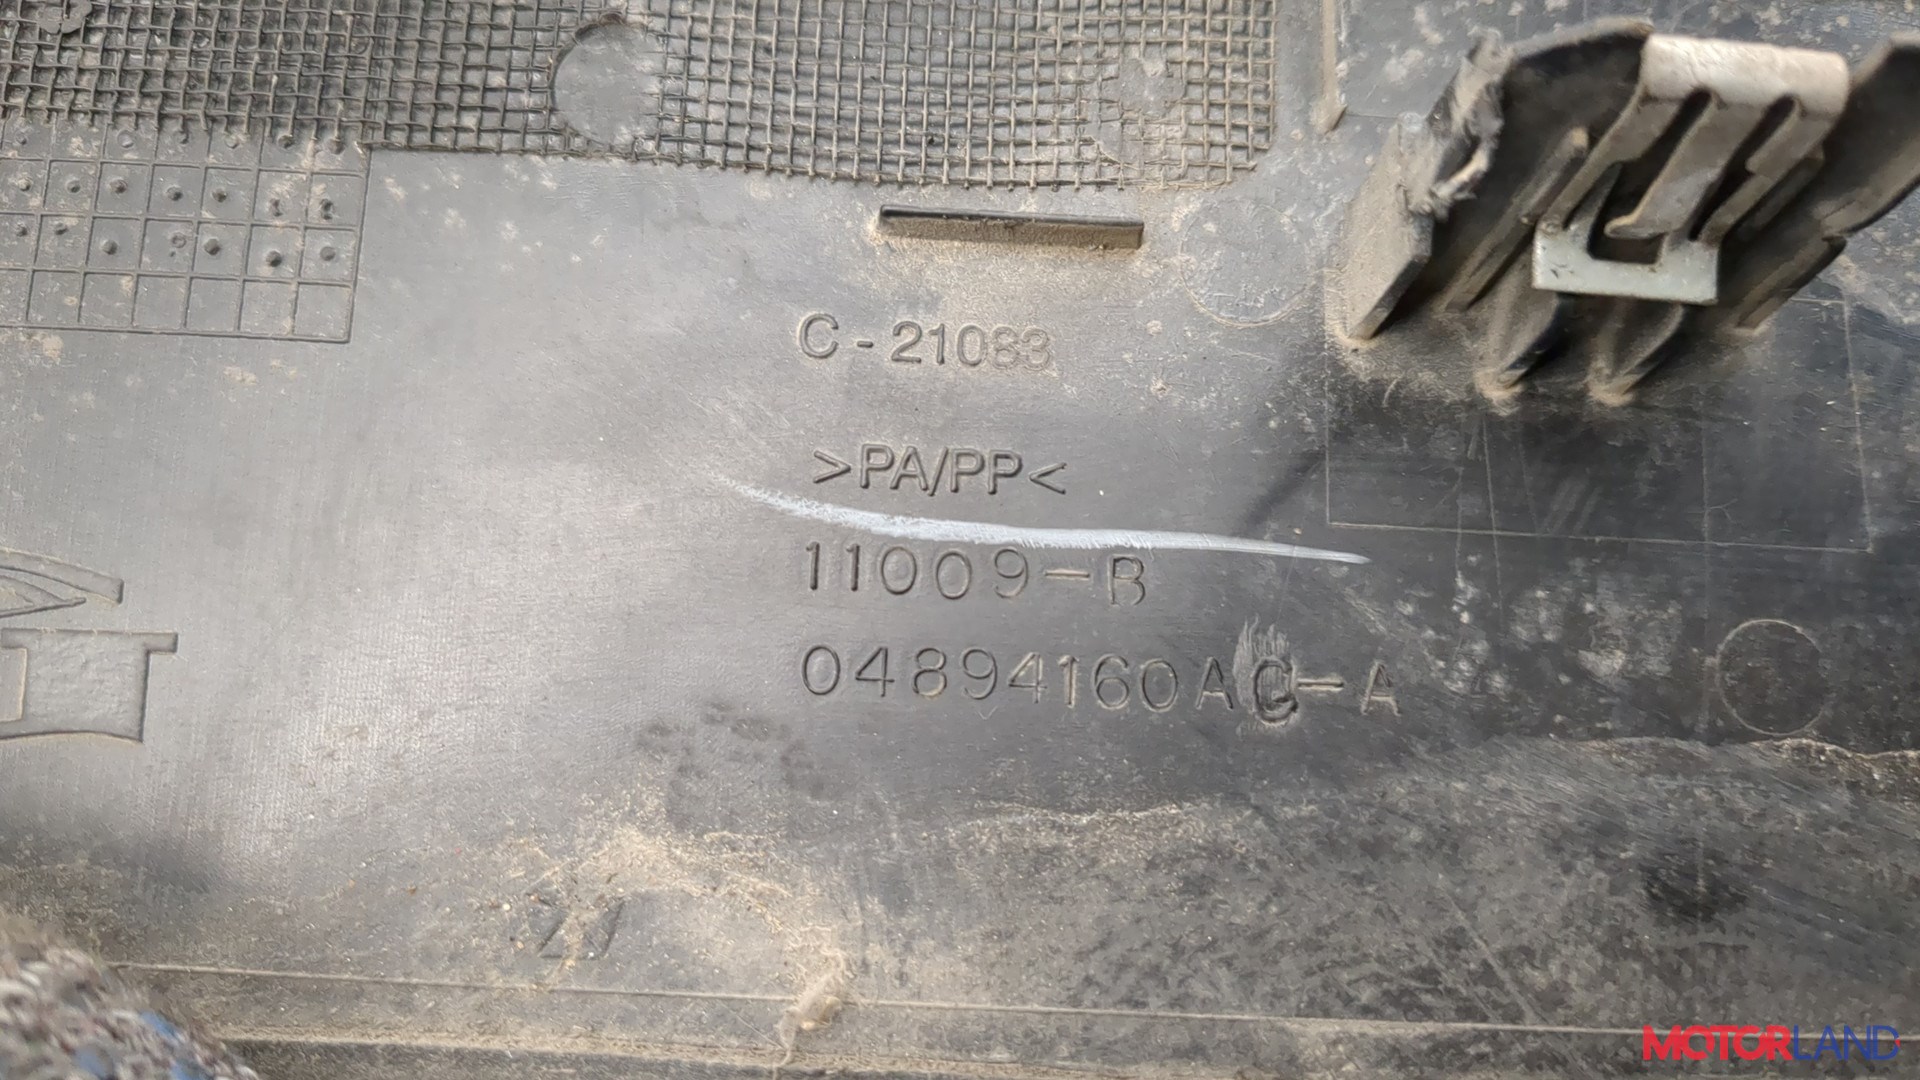 C-21083
>PA/PP<
11009-B
04894160AC-A
MOTORLAND